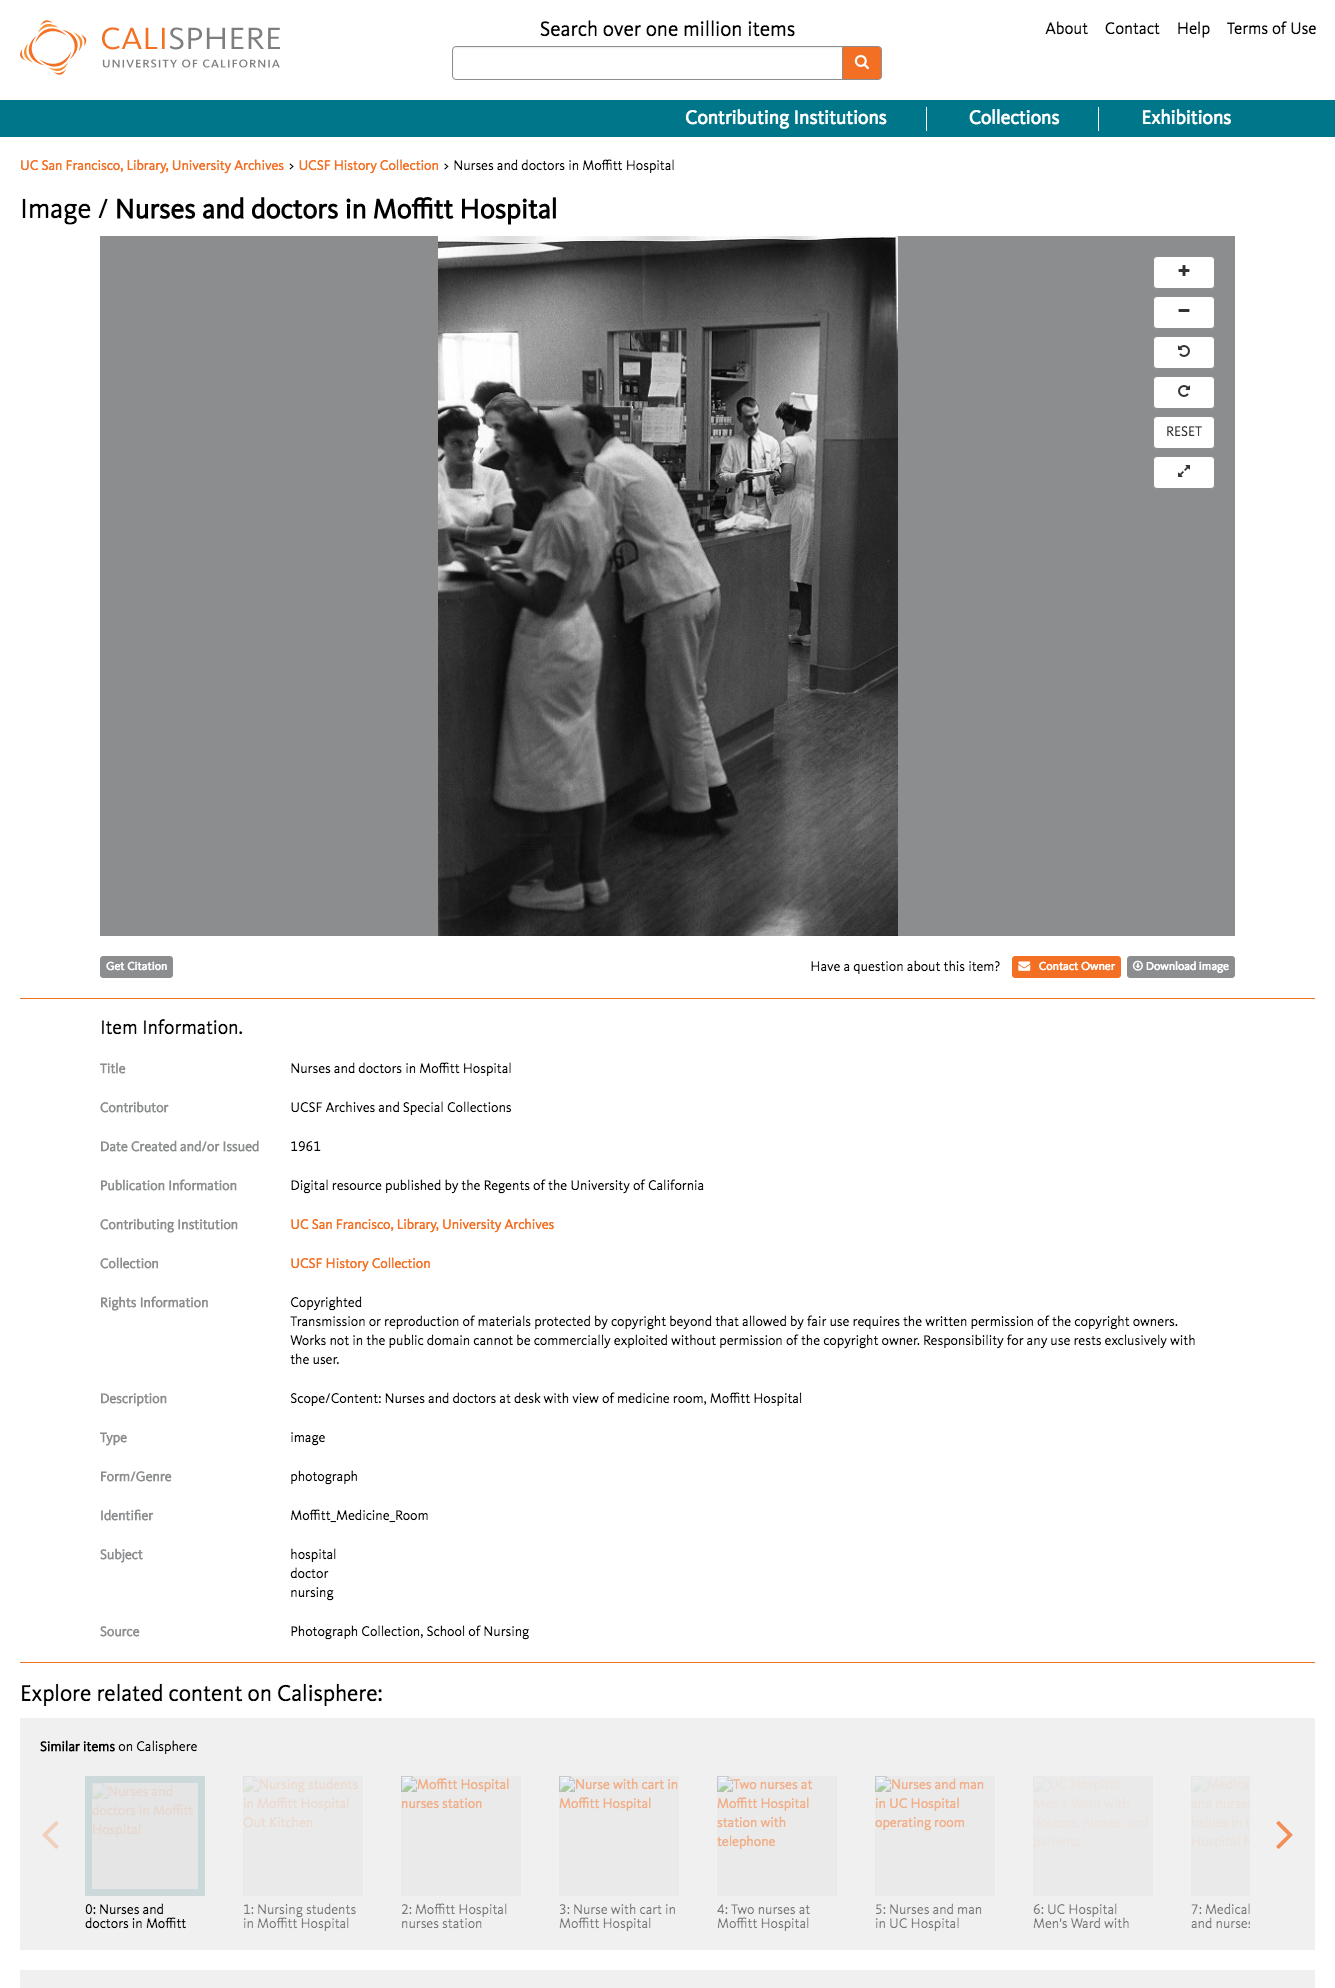 CALISPHERE
UNIVERSITY OF CALIFORNIA
Search over one million items
About Contact Help Terms of Use
Contributing Institutions Collections Exhibitions
UC San Francisco, Library, University Archives > UCSF History Collection > Nurses and doctors in Moffitt Hospital
Image / Nurses and doctors in Moffitt Hospital
RESET
Get Citation
Have a question about this item? Contact Owner Download Image
Item Information.
Title Nurses and doctors in Moffitt Hospital
Contributor UCSF Archives and Special Collections
Date Created and/or Issued 1961
Publication Information Digital resource published by the Regents of the University of California
Contributing Institution UC San Francisco, Library, University Archives
Collection UCSF History Collection
Rights Information Copyrighted
Transmission or reproduction of materials protected by copyright beyond that allowed by fair use requires the written permission of the copyright owners.
Works not in the public domain cannot be commercially exploited without permission of the copyright owner. Responsibility for any use rests exclusively with
the user.
Description Scope/Content: Nurses and doctors at desk with view of medicine room, Moffitt Hospital
Type image
Form/Genre photograph
Identifier Moffitt_Medicine_Room
Subject hospital
doctor
nursing
Source Photograph Collection, School of Nursing
Explore related content on Calisphere:
Similar items on Calisphere
Nurses and
doctors in Moffitt
Hospital
Nursing students
in Moffitt Hospital
Out Kitchen
Moffitt Hospital
nurses station
Nurse with cart in
Moffitt Hospital
Two nurses at
Moffitt Hospital
station with
telephone
Nurses and man
in UC Hospital
operating room
0: Nurses and
doctors in Moffitt
1: Nursing students
in Moffitt Hospital
2: Moffitt Hospital
nurses station
3: Nurse with cart in
Moffitt Hospital
4: Two nurses at
Moffitt Hospital
5: Nurses and man
in UC Hospital
6: UC Hospital
Men's Ward with
7: Medical
and nurses